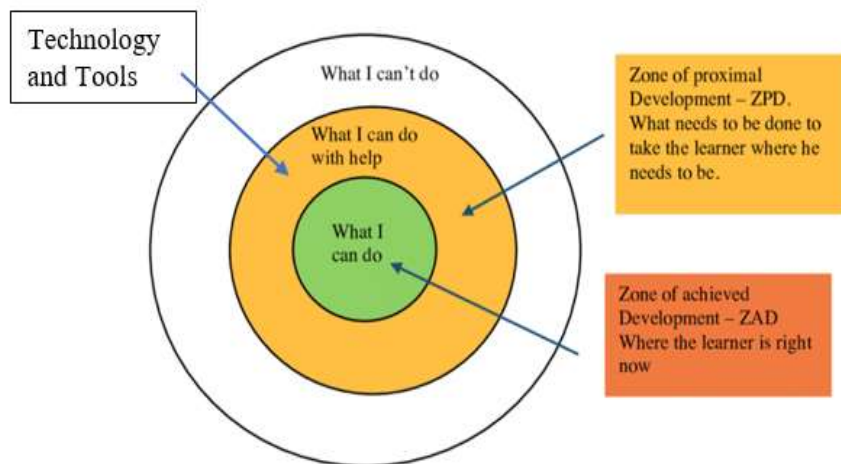 Technology
and Tools
What I can't do
What I can do
with help
What I
can do
Zone of proximal
Development – ZPD.
What needs to be done to
take the learner where he
needs to be.
Zone of achieved
Development – ZAD
Where the learner is right
now